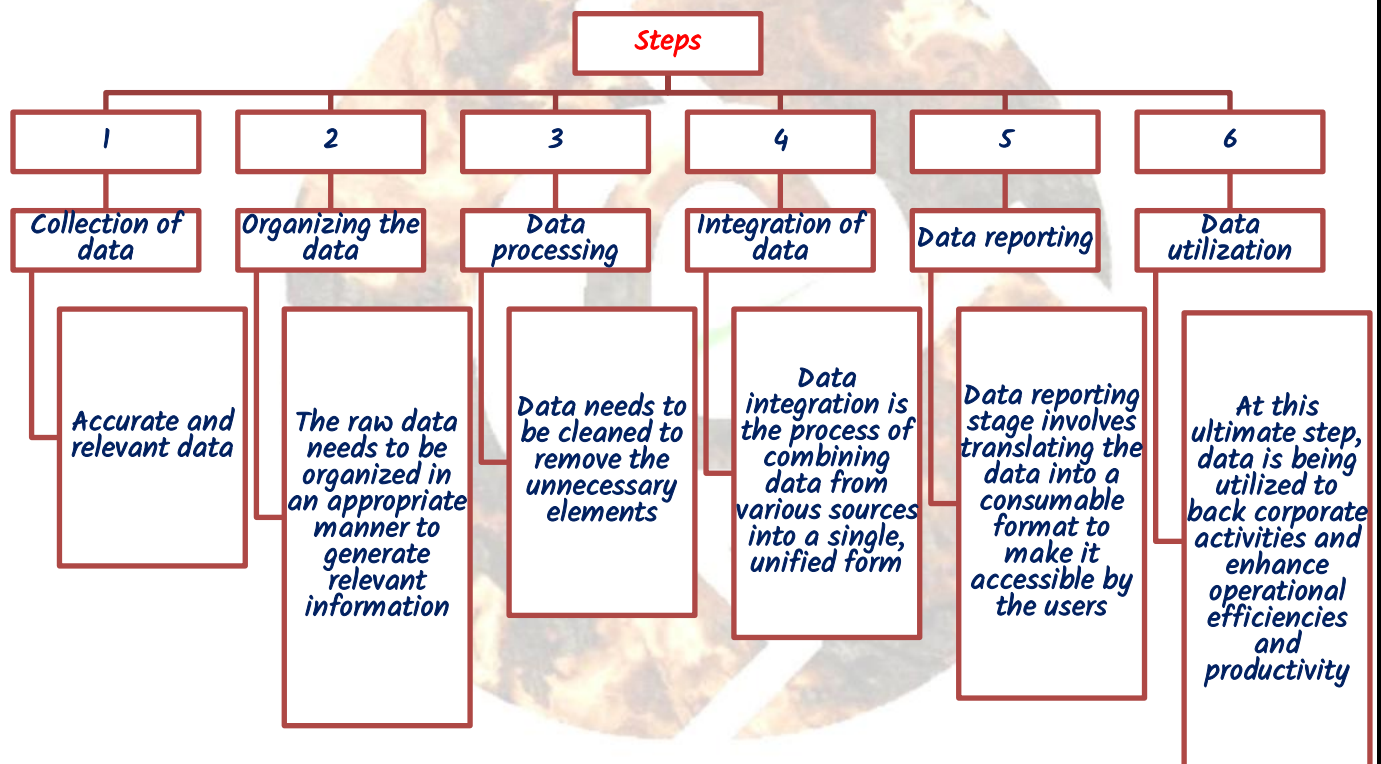 Steps
1
2
3
4
5
6
Collection of
data
Organizing the
data
Data
processing
Integration of
data
Data reporting
Data
utilization
Accurate and
relevant data
The raw data
needs to be
organized in
an appropriate
manner to
generate
relevant
information
Data needs to
be cleaned to
remove the
unnecessary
elements
Data
integration is
the process of
combining
data from
various sources
into a single,
unified form
Data reporting
stage involves
translating the
data into a
consumable
format to
make it
accessible by
the users
At this
ultimate step,
data is being
utilized to
back corporate
activities and
enhance
operational
efficiencies
and
productivity